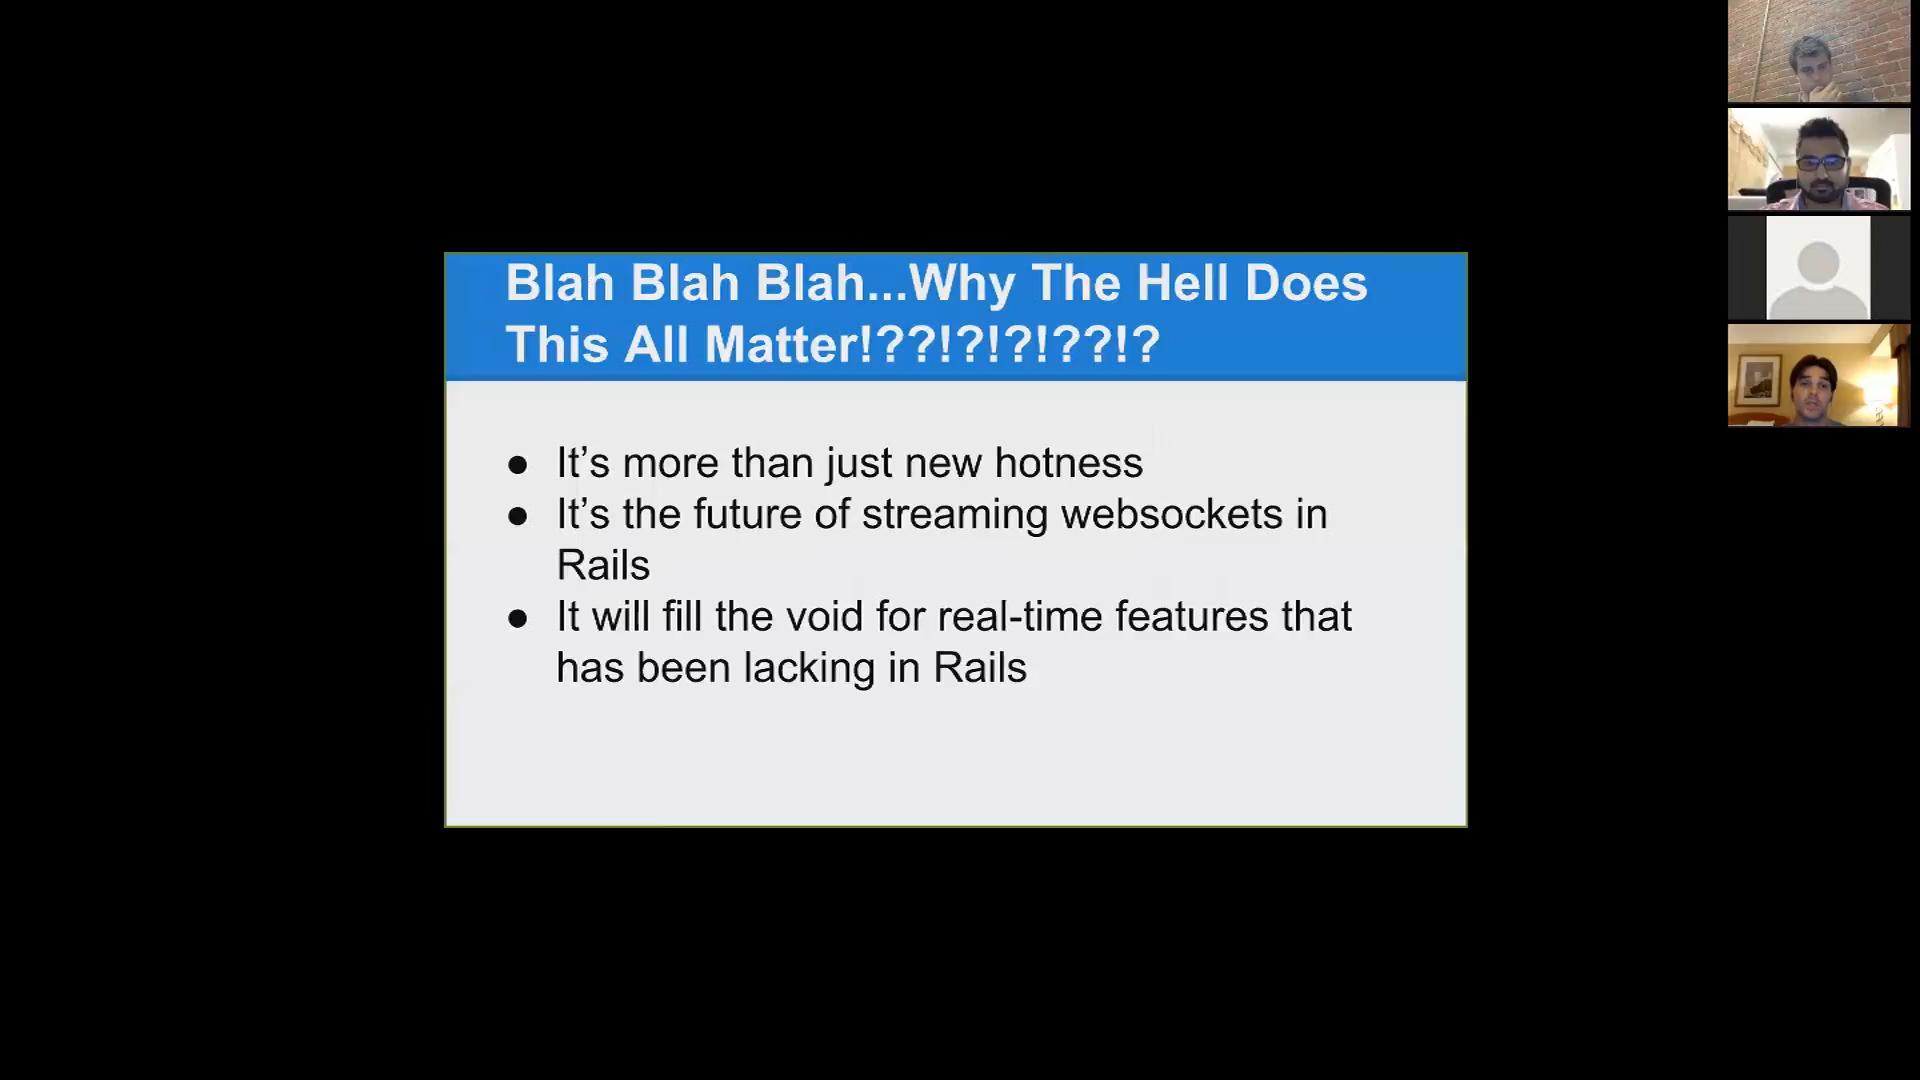 Blah Blah Blah...Why The Hell Does
This All Matter!??!?!?!??!?
● It’s more than just new hotness
● It’s the future of streaming websockets in
Rails
● It will fill the void for real-time features that
has been lacking in Rails